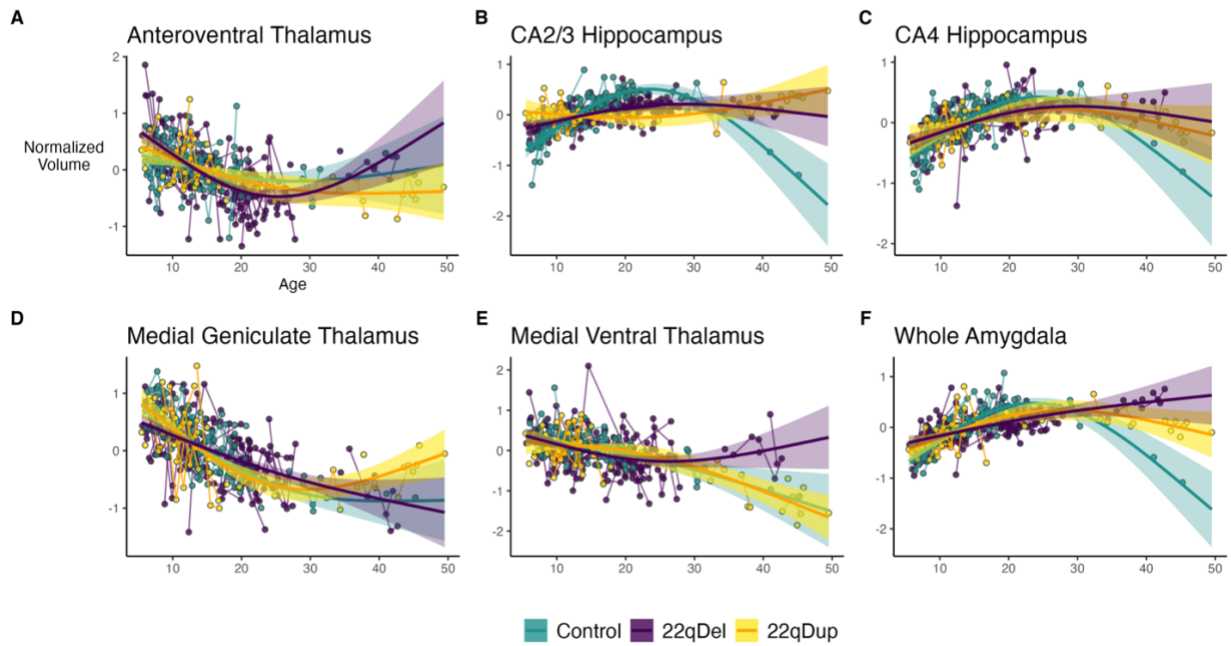 A
Anteroventral Thalamus
2
1
0
-1
Normalized
Volume
10 20 30 40 50
Age
B
CA2/3 Hippocampus
1
0
-1
-2
10 20 30 40 50
C
CA4 Hippocampus
1
0
-1
-2
10 20 30 40 50
D
Medial Geniculate Thalamus
1
0
-1
10 20 30 40 50
E
Medial Ventral Thalamus
2
1
0
-1
-2
10 20 30 40 50
F
Whole Amygdala
1
0
-1
-2
10 20 30 40 50
Control 22qDel 22qDup